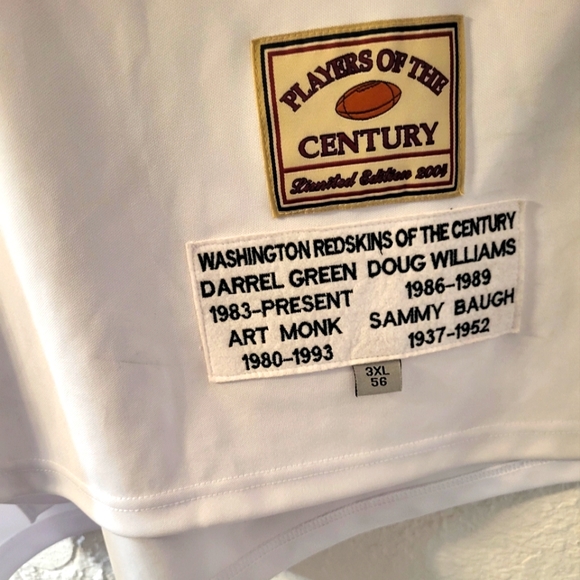 PLAYERS OF THE
CENTURY
Limited Edition 2004
WASHINGTON REDSKINS OF THE CENTURY
DARREL GREEN DOUG WILLIAMS
1983-PRESENT 1986-1989
ART MONK SAMMY BAUGH
1980-1993 1937-1952
3XL
56